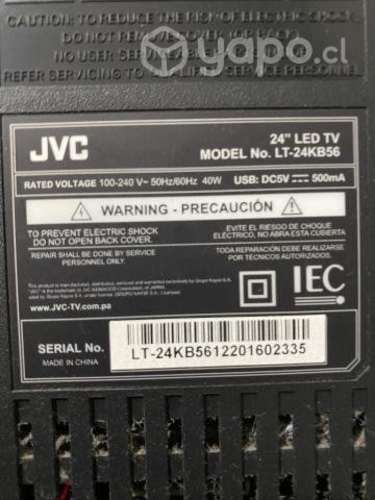 CAUTION: TO REDUCE THE RISK OF ELECTRIC SHOCK,
DO NOT REMOVE COVER (OR BACK).
NO USER SERVICEABLE PARTS INSIDE.
REFER SERVICING TO QUALIFIED SERVICE PERSONNEL.
yapo.cl
JVC
24" LED TV
MODEL No. LT-24KB56
RATED VOLTAGE 100-240 V~ 50Hz/60Hz 40W
USB: DC5V 500mA
WARNING - PRECAUCIÓN
TO PREVENT ELECTRIC SHOCK
DO NOT OPEN BACK COVER.
REPAIR SHALL BE DONE BY SERVICE
PERSONNEL ONLY.
EVITE EL RIESGO DE CHOQUE
ELÉCTRICO, NO ABRA ESTA CUBIERTA
TODA REPARACIÓN DEBE REALIZARSE
POR TÉCNICOS AUTORIZADOS.
IEC
www.JVC-TV.com.pa
SERIAL No.
MADE IN CHINA
LT-24KB5612201602335